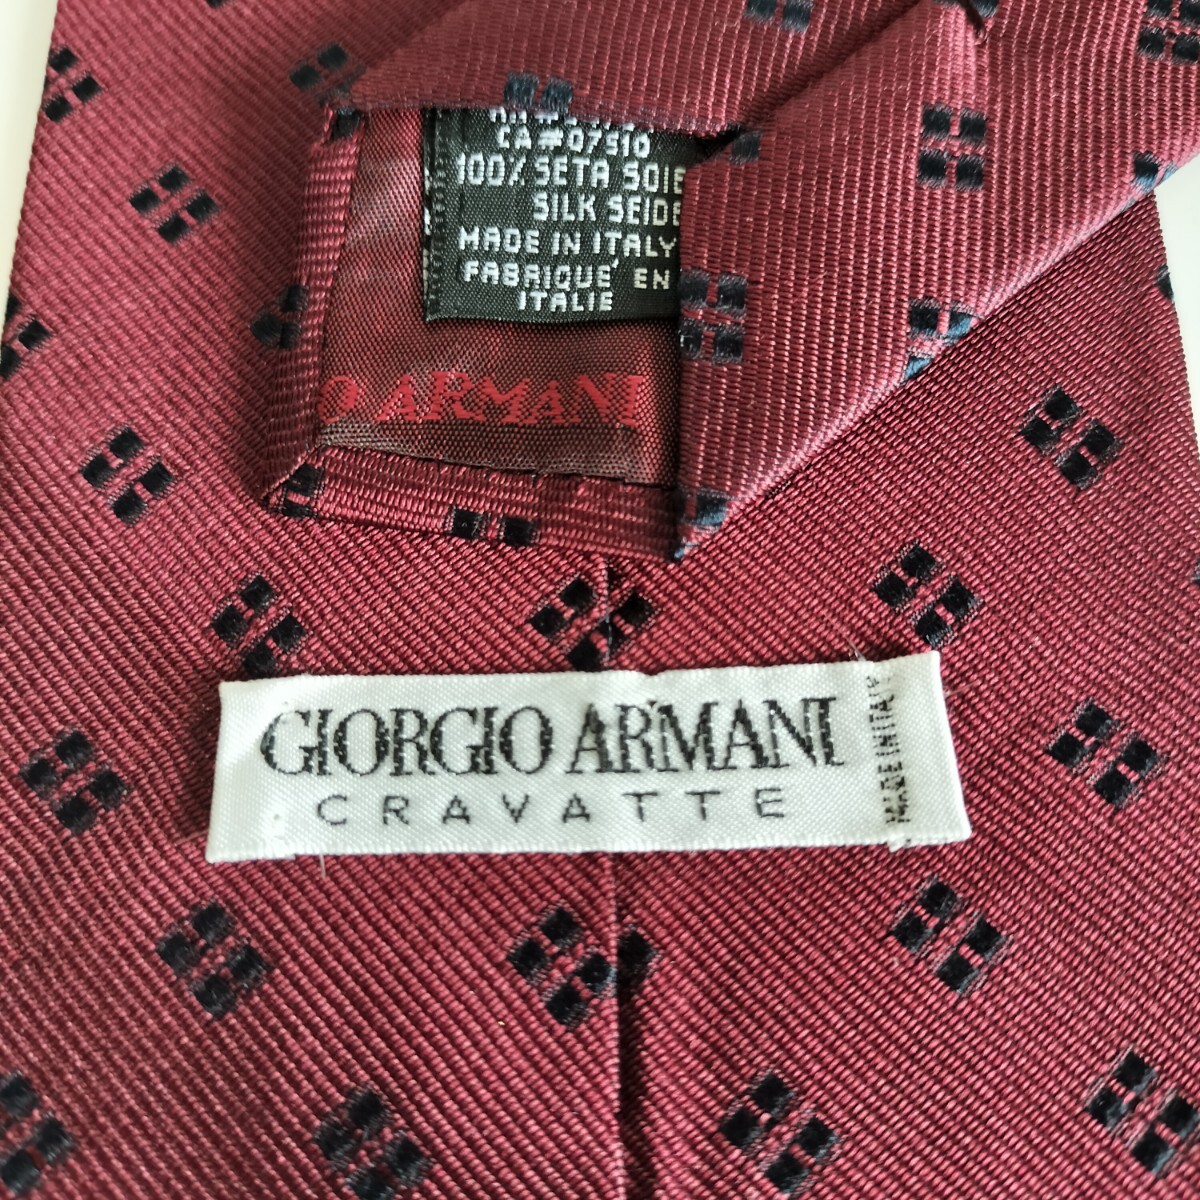 CA#07910
100% SETA SOIE
SILK SEIDE
MADE IN ITALY
FABRIQUE' EN
ITALIE
O ARMANI
GIORGIO ARMANI
CRAVATTE
MADE IN ITALY